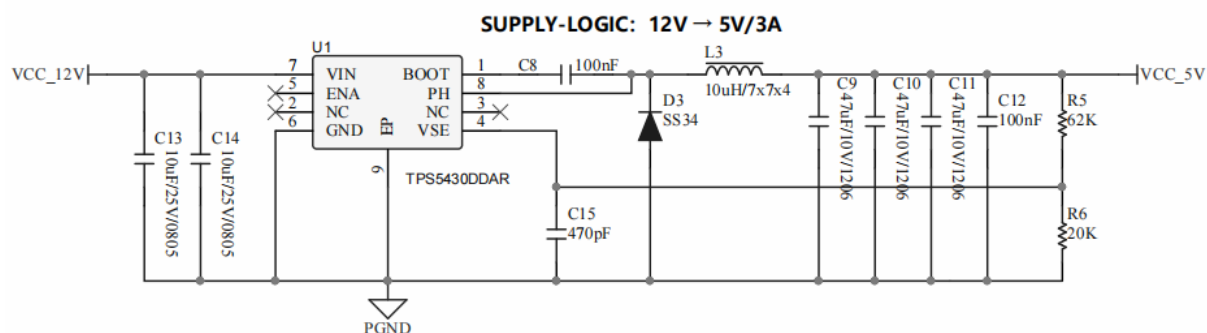 SUPPLY-LOGIC: 12V → 5V/3A
U1
VCC_12V
7 VIN BOOT 1
5 ENA PH 8
2 NC NC 3
6 GND VSE 4
EP
9
TPS5430DDAR
C8
100nF
L3
10uH/7x7x4
VCC_5V
D3
SS34
C9
47uF/10V/1206
C10
47uF/10V/1206
C11
47uF/10V/1206
C12
100nF
R5
62K
C13
10uF/25V/0805
C14
10uF/25V/0805
C15
470pF
R6
20K
PGND